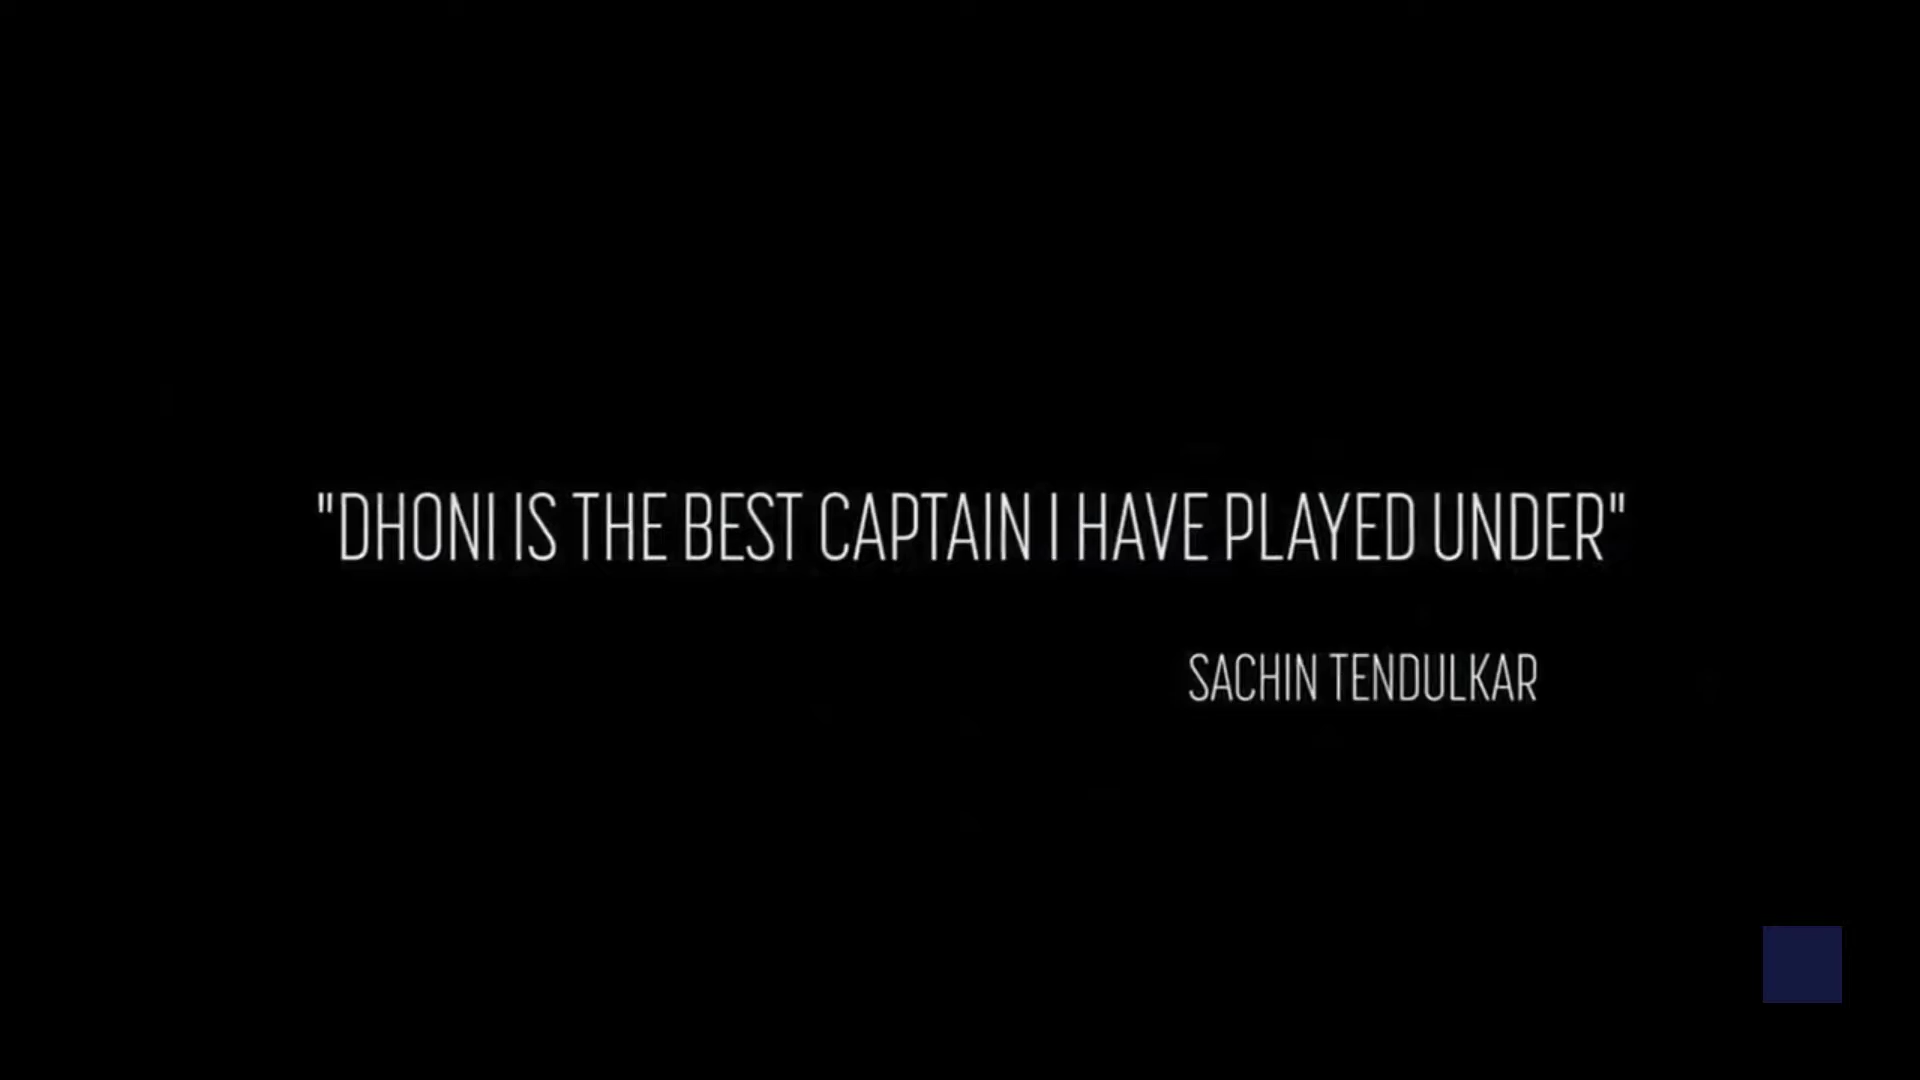 "DHONI IS THE BEST CAPTAIN I HAVE PLAYED UNDER"
SACHIN TENDULKAR